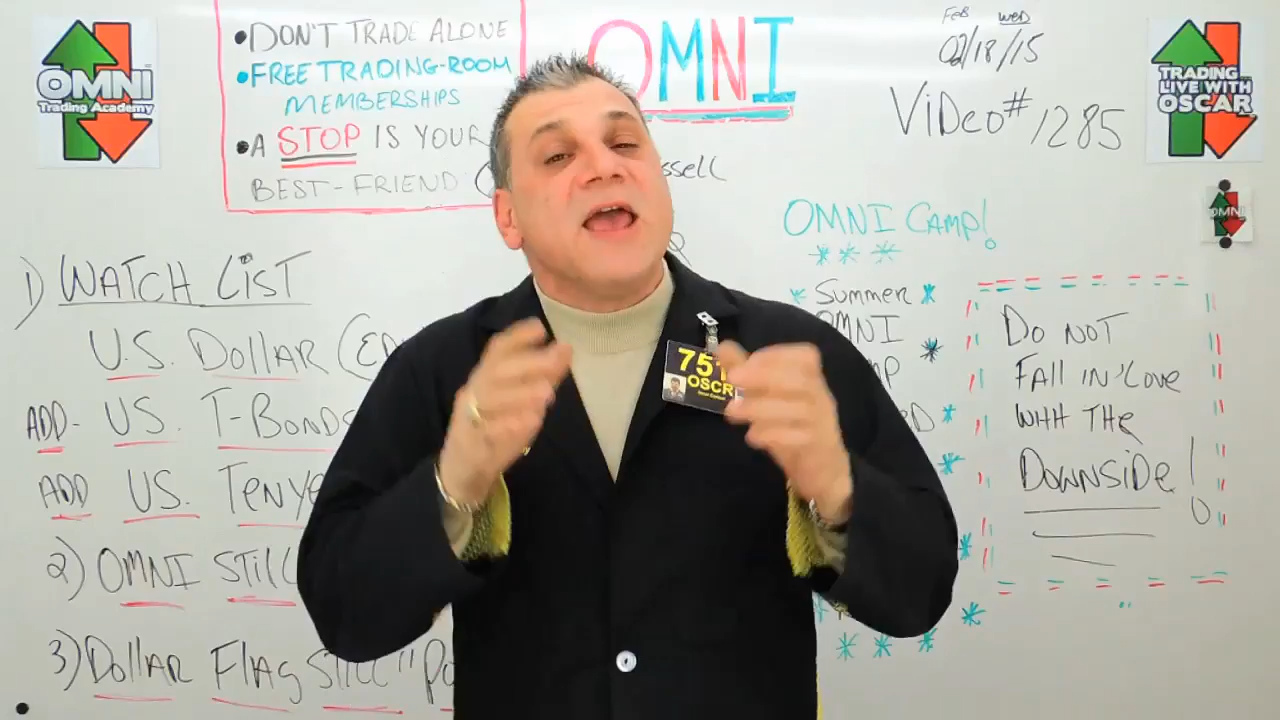 OMNI
Trading Academy
• DON'T TRADE ALONE
• FREE TRADING-ROOM
MEMBERSHIPS
• A STOP IS YOUR
BEST-FRIEND
OMNI
FEB WED
02/18/15
ViDeo# 1285
TRADING
LIVE WITH
OSCAR
OMNI
OMNI CAMP!
Summer
OMNI
1) WATCH LiST
U.S. DOLLAR
ADD- US. T-BONDS
ADD US.
2) OMNI STILL
3) DOLLAR FLAG STILL "
751
OSCR
DO NOT
FALL IN LOVE
WITH THE
DOWNSiDe!